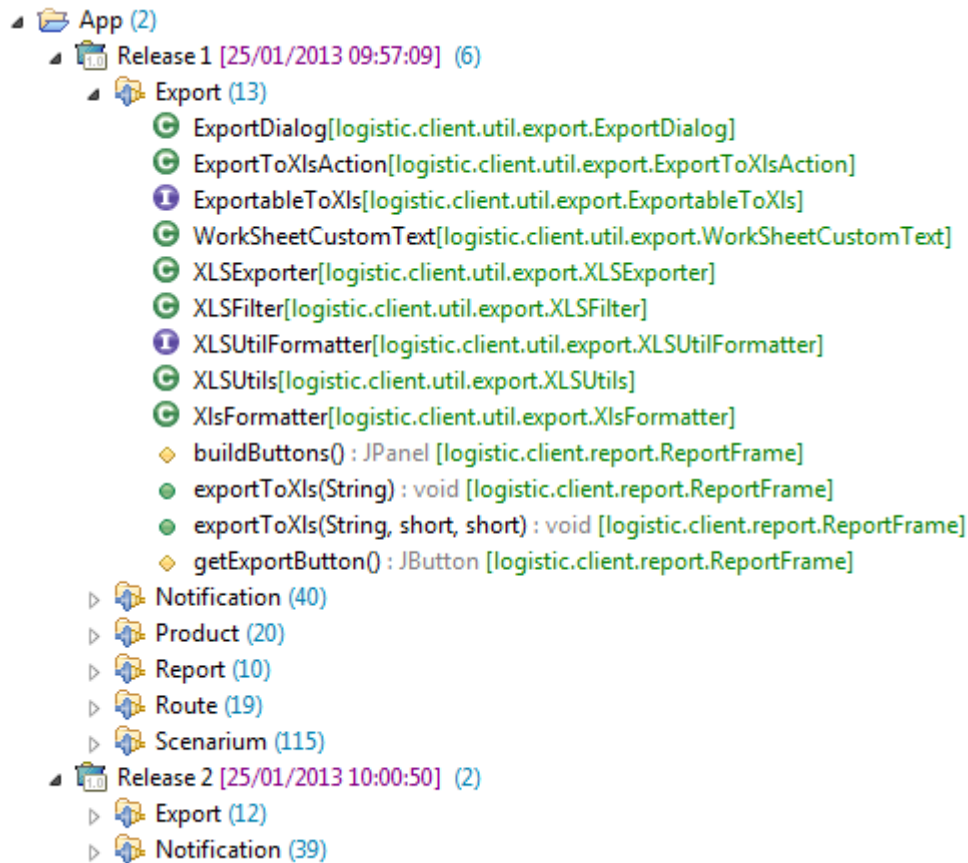 App (2)
Release 1 [25/01/2013 09:57:09] (6)
Export (13)
ExportDialog[logistic.client.util.export.ExportDialog]
ExportToXlsAction[logistic.client.util.export.ExportToXlsAction]
ExportableToXls[logistic.client.util.export.ExportableToXls]
WorkSheetCustomText[logistic.client.util.export.WorkSheetCustomText]
XLSExporter[logistic.client.util.export.XLSExporter]
XLSFilter[logistic.client.util.export.XLSFilter]
XLSUtilFormatter[logistic.client.util.export.XLSUtilFormatter]
XLSUtils[logistic.client.util.export.XLSUtils]
XlsFormatter[logistic.client.util.export.XlsFormatter]
buildButtons() : JPanel [logistic.client.report.ReportFrame]
exportToXls(String) : void [logistic.client.report.ReportFrame]
exportToXls(String, short, short) : void [logistic.client.report.ReportFrame]
getExportButton() : JButton [logistic.client.report.ReportFrame]
Notification (40)
Product (20)
Report (10)
Route (19)
Scenarium (115)
Release 2 [25/01/2013 10:00:50] (2)
Export (12)
Notification (39)